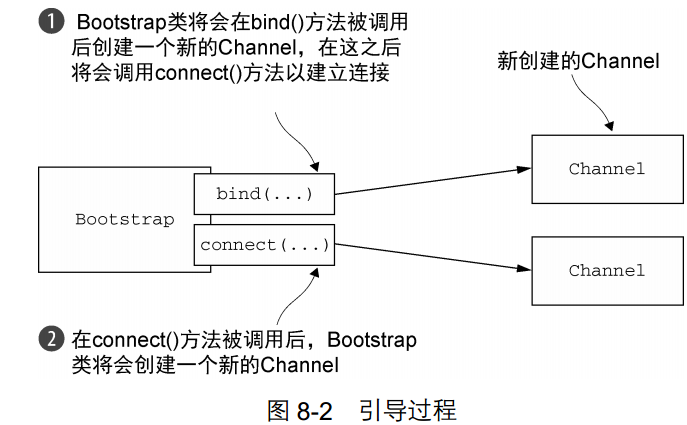 ❶ Bootstrap类将会在bind()方法被调用
后创建一个新的Channel，在这之后
将会调用connect()方法以建立连接
新创建的Channel
bind(...)
Channel
Bootstrap
connect(...)
Channel
❷ 在connect()方法被调用后，Bootstrap
类将会创建一个新的Channel
图 8-2 引导过程